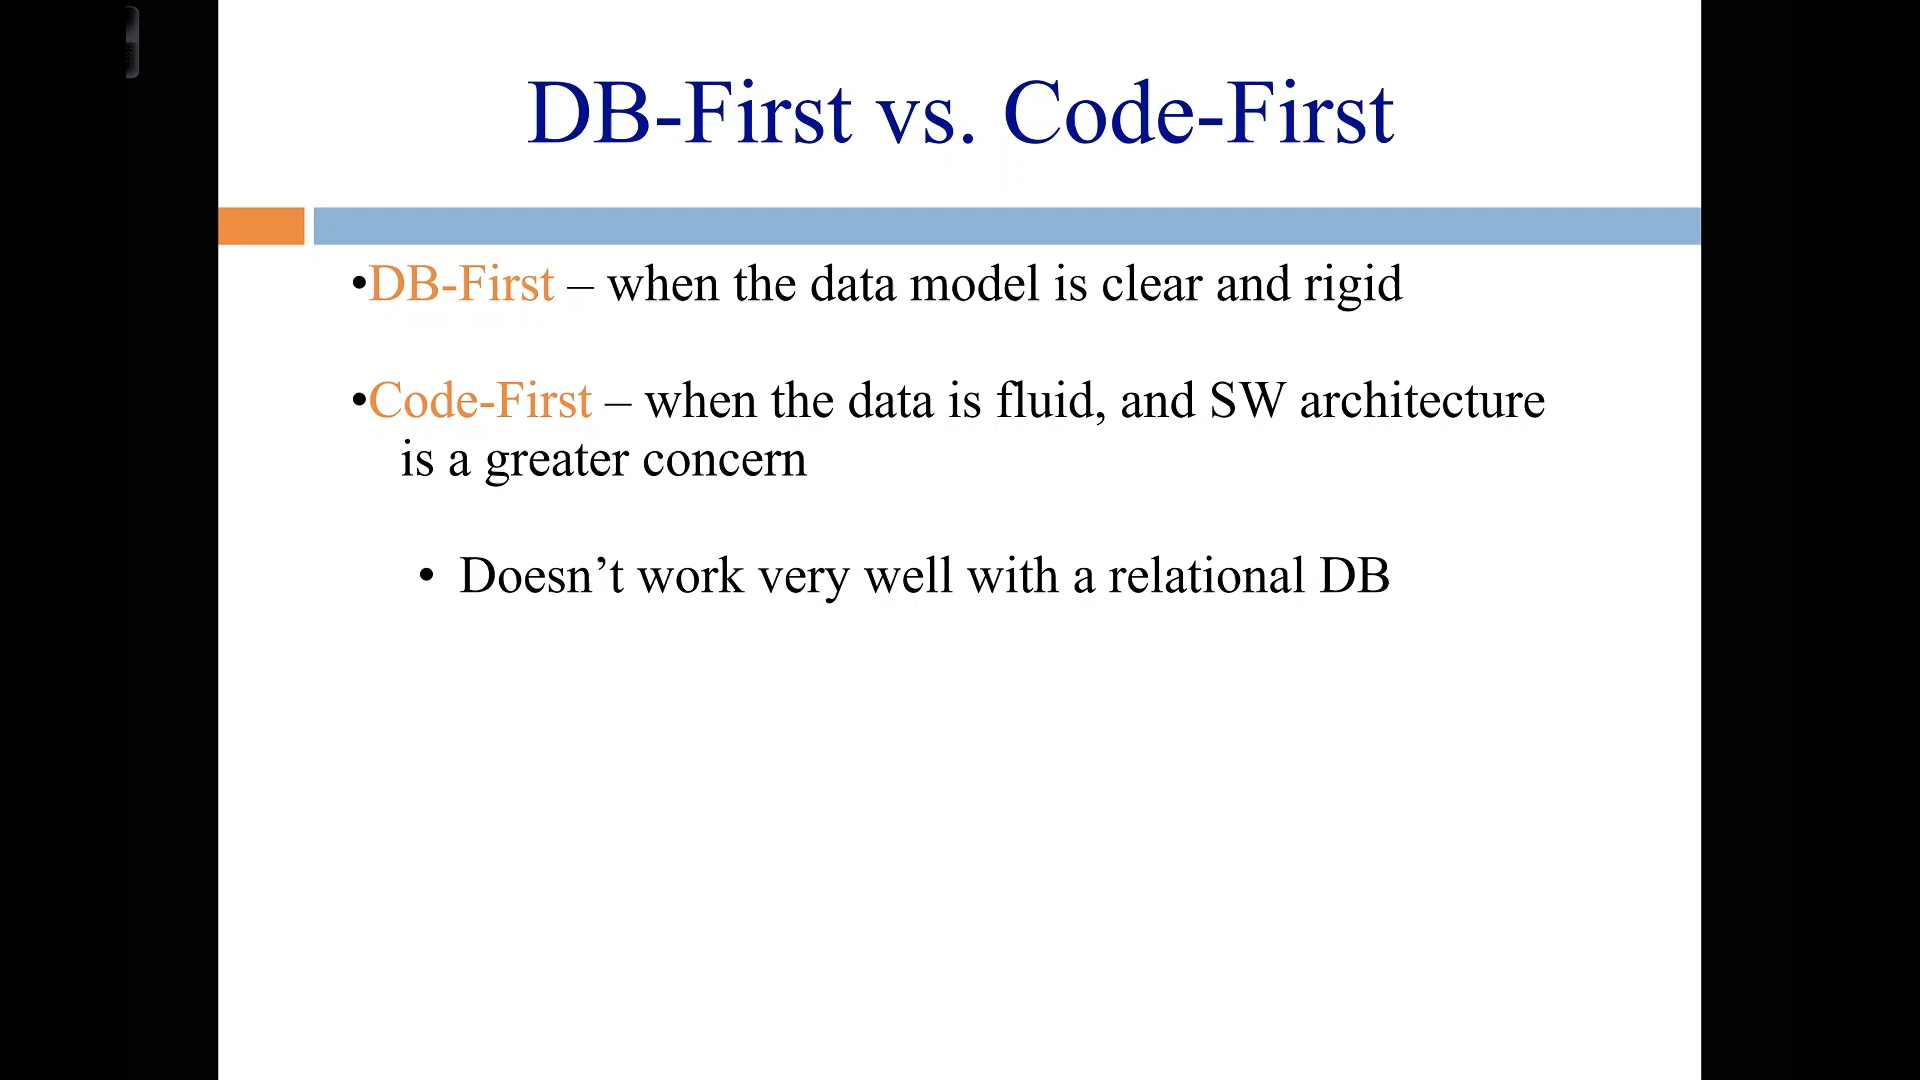 DB-First vs. Code-First
•DB-First – when the data model is clear and rigid
•Code-First – when the data is fluid, and SW architecture
is a greater concern
• Doesn’t work very well with a relational DB